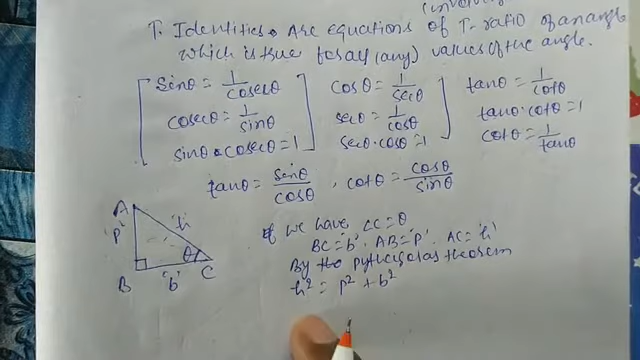 (involving
T. Identities. Are equations of T-ratio of an angle
which is true for all (any) values of the angle.
sinθ = 1/cosecθ cosθ = 1/secθ tanθ = 1/cotθ
cosecθ = 1/sinθ secθ = 1/cosθ tanθ·cotθ = 1
sinθ·cosecθ = 1 secθ·cosθ = 1 cotθ = 1/tanθ
tanθ = sinθ/cosθ , cotθ = cosθ/sinθ
A
'h'
'P'
θ
B 'b' C
If we have ∠C = θ
BC = 'b', AB = 'P', AC = 'h'
By the pythagoras theorem
h² = p² + b²